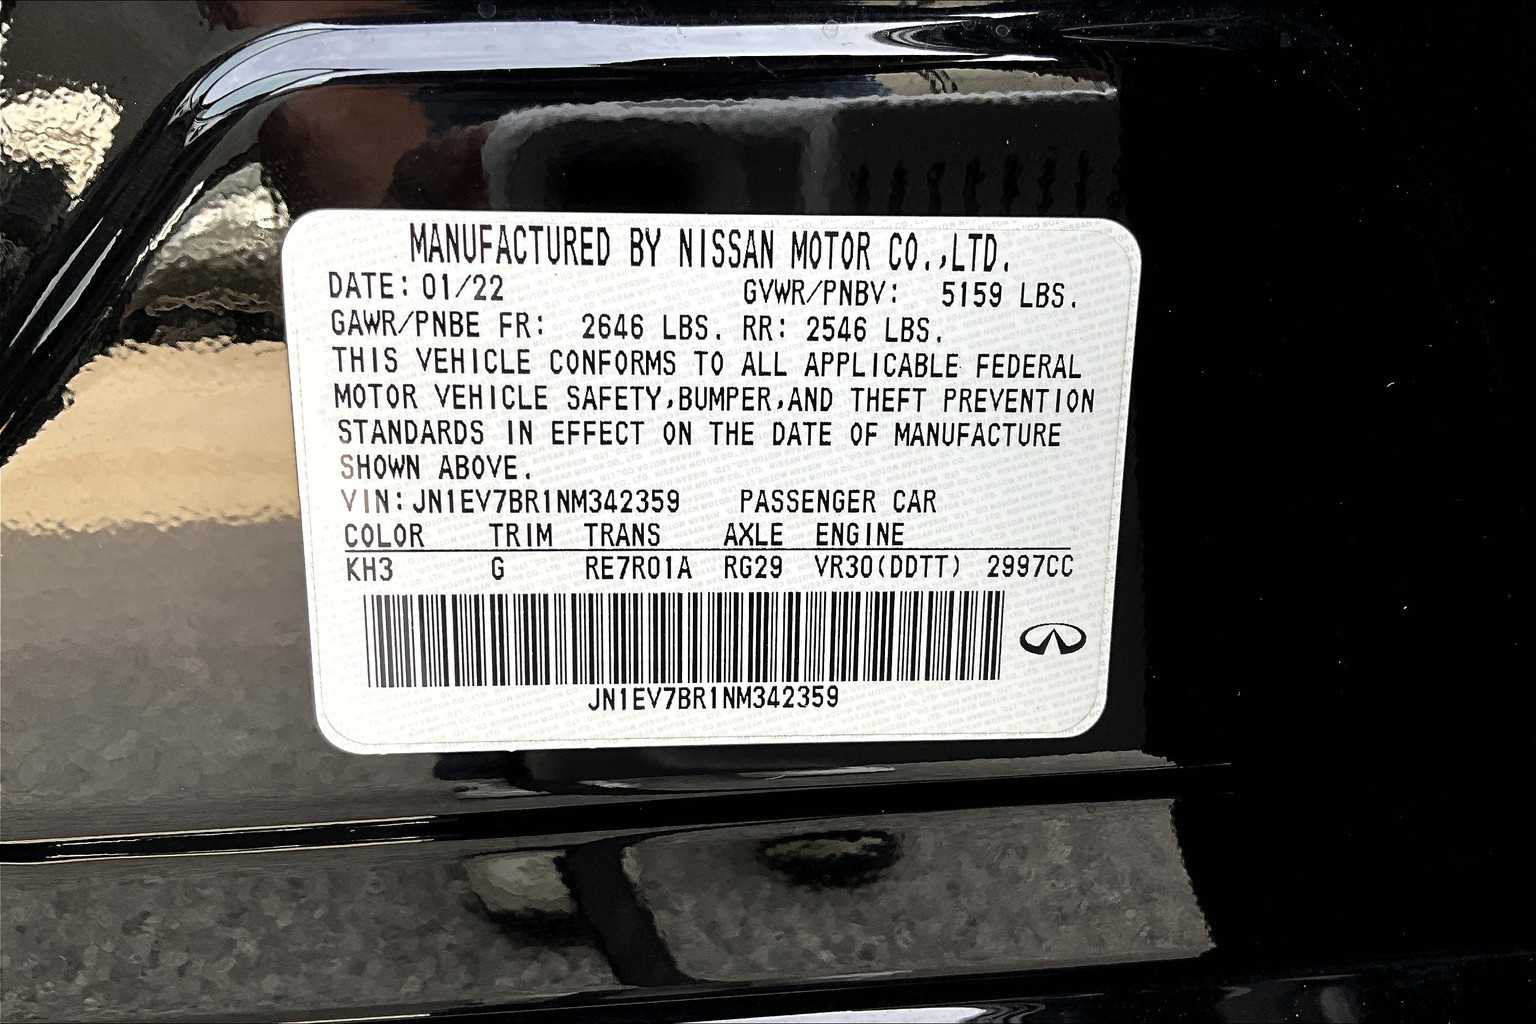 MANUFACTURED BY NISSAN MOTOR CO.,LTD.
DATE: 01/22 GVWR/PNBV: 5159 LBS.
GAWR/PNBE FR: 2646 LBS. RR: 2546 LBS.
THIS VEHICLE CONFORMS TO ALL APPLICABLE FEDERAL
MOTOR VEHICLE SAFETY,BUMPER,AND THEFT PREVENTION
STANDARDS IN EFFECT ON THE DATE OF MANUFACTURE
SHOWN ABOVE.
VIN:JN1EV7BR1NM342359 PASSENGER CAR
COLOR TRIM TRANS AXLE ENGINE
KH3 G RE7R01A RG29 VR30(DDTT) 2997CC
JN1EV7BR1NM342359